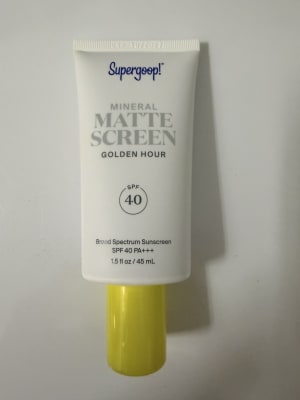 Supergoop!
MINERAL
MATTE
SCREEN
GOLDEN HOUR
SPF
40
Broad Spectrum Sunscreen
SPF 40 PA+++
1.5 fl oz / 45 mL